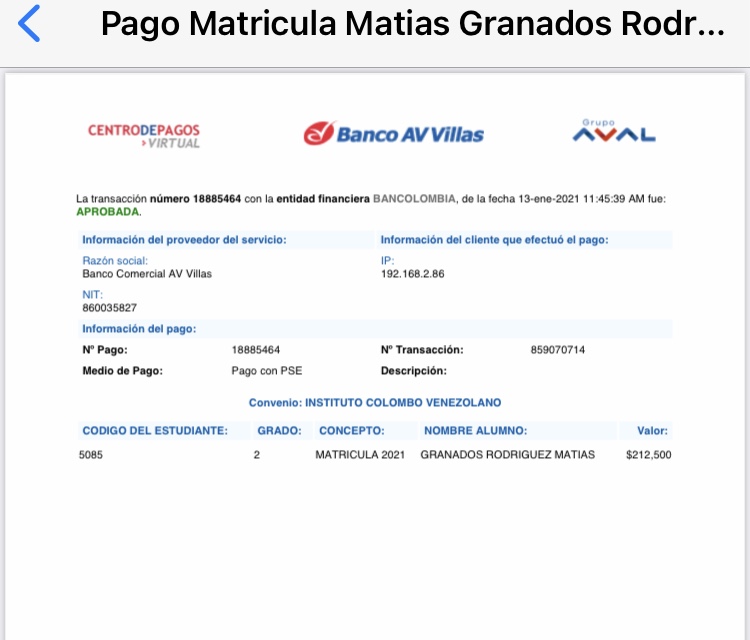 Pago Matricula Matias Granados Rodr...
CENTRODEPAGOS
VIRTUAL
Banco AV Villas
Grupo
AVAL
La transacción número 18885464 con la entidad financiera BANCOLOMBIA, de la fecha 13-ene-2021 11:45:39 AM fue:
APROBADA.
Información del proveedor del servicio: Información del cliente que efectuó el pago:
Razón social: IP:
Banco Comercial AV Villas 192.168.2.86
NIT:
860035827
Información del pago:
Nº Pago: 18885464 Nº Transacción: 859070714
Medio de Pago: Pago con PSE Descripción:
Convenio: INSTITUTO COLOMBO VENEZOLANO
CODIGO DEL ESTUDIANTE: GRADO: CONCEPTO: NOMBRE ALUMNO: Valor:
5085 2 MATRICULA 2021 GRANADOS RODRIGUEZ MATIAS $212,500